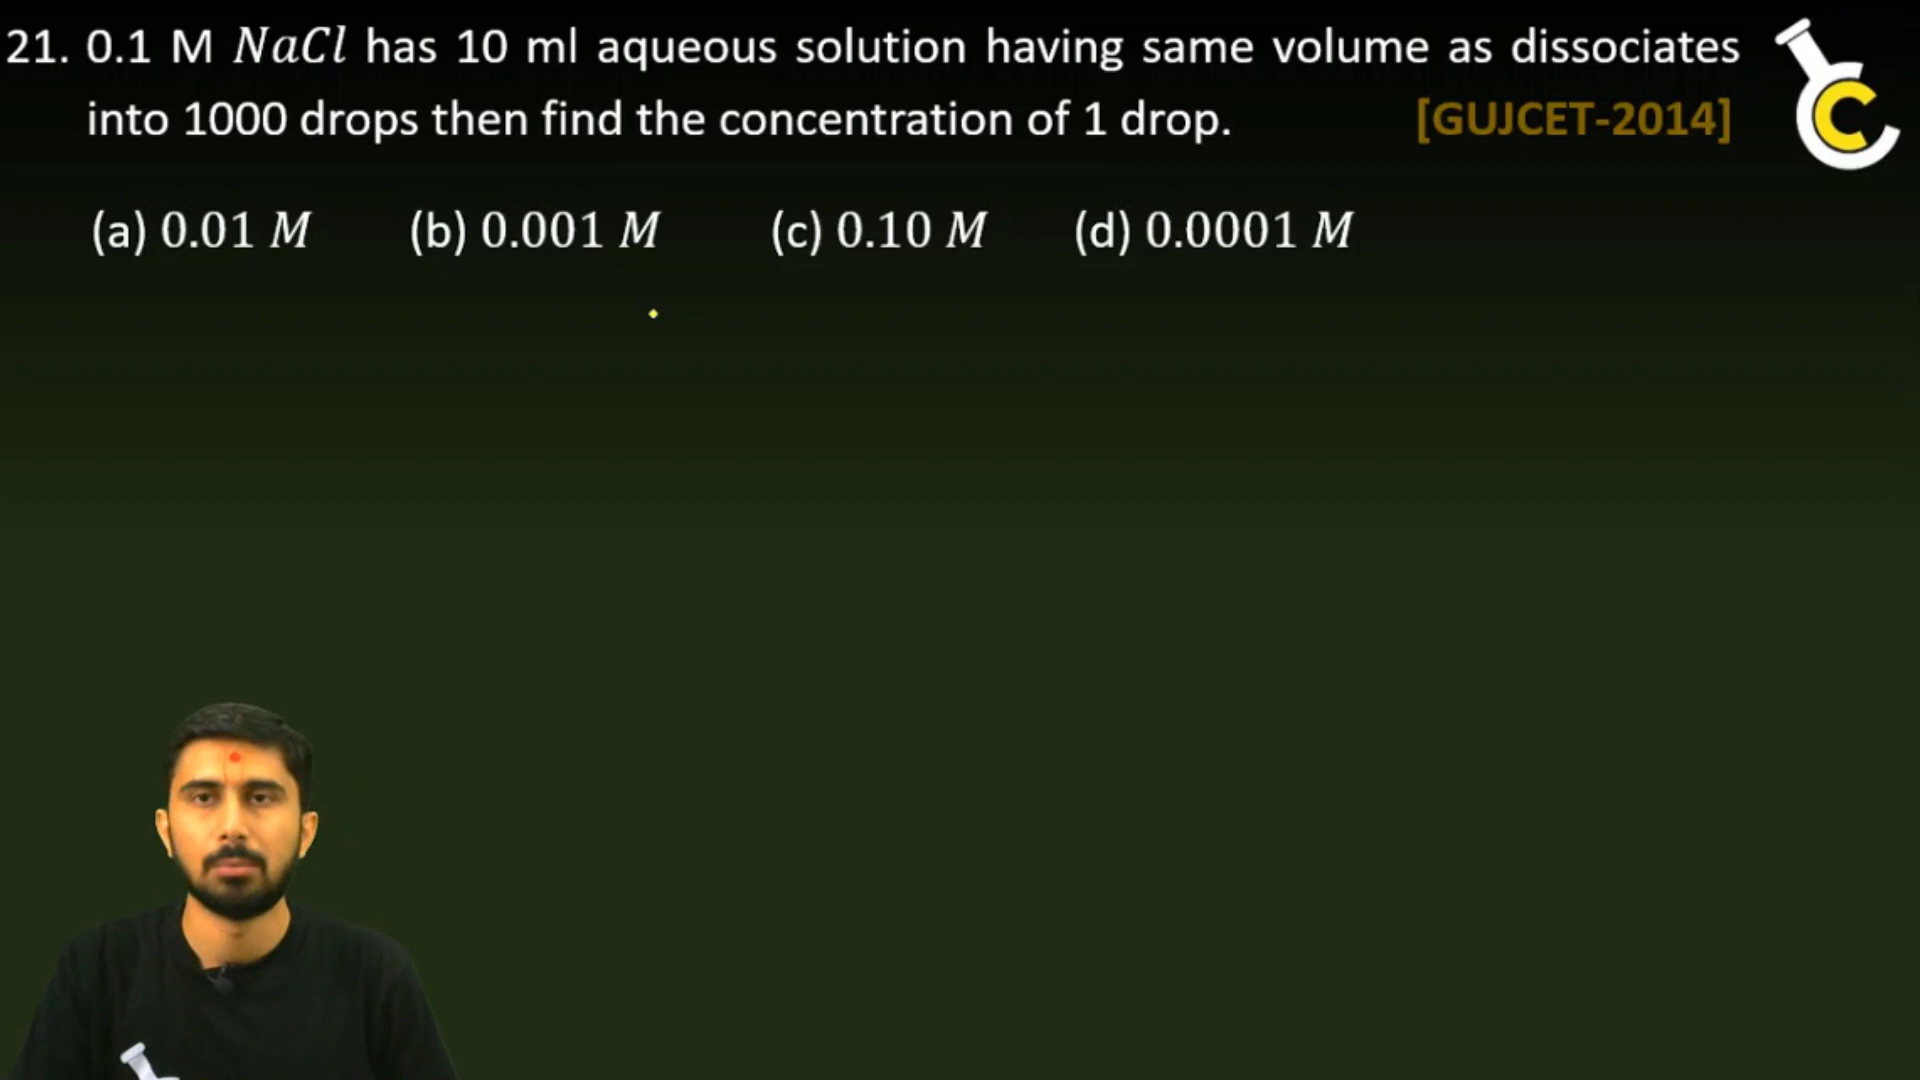 21. 0.1 M NaCl has 10 ml aqueous solution having same volume as dissociates
into 1000 drops then find the concentration of 1 drop. [GUJCET-2014]
(a) 0.01 M (b) 0.001 M (c) 0.10 M (d) 0.0001 M